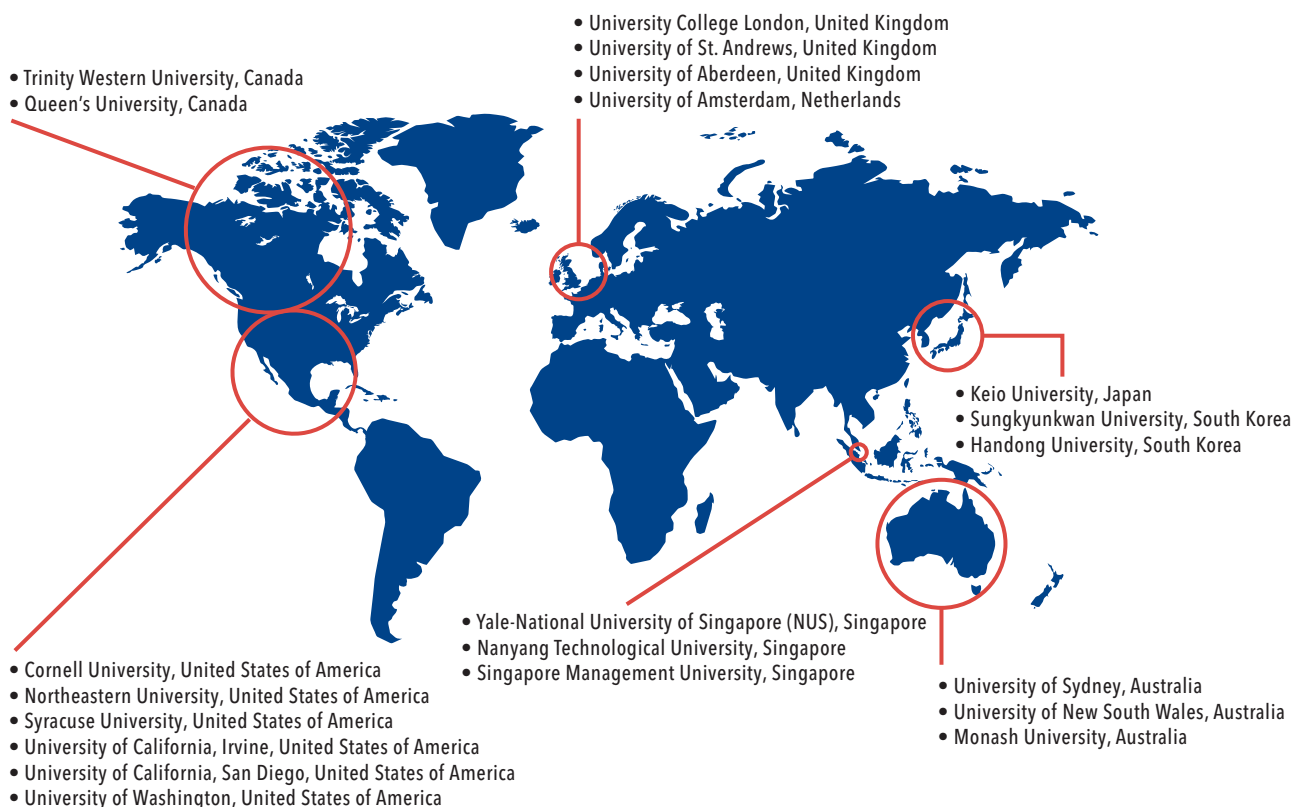 • University College London, United Kingdom
• University of St. Andrews, United Kingdom
• University of Aberdeen, United Kingdom
• University of Amsterdam, Netherlands
• Trinity Western University, Canada
• Queen's University, Canada
• Keio University, Japan
• Sungkyunkwan University, South Korea
• Handong University, South Korea
• Yale-National University of Singapore (NUS), Singapore
• Nanyang Technological University, Singapore
• Singapore Management University, Singapore
• Cornell University, United States of America
• Northeastern University, United States of America
• Syracuse University, United States of America
• University of California, Irvine, United States of America
• University of California, San Diego, United States of America
• University of Washington, United States of America
• University of Sydney, Australia
• University of New South Wales, Australia
• Monash University, Australia